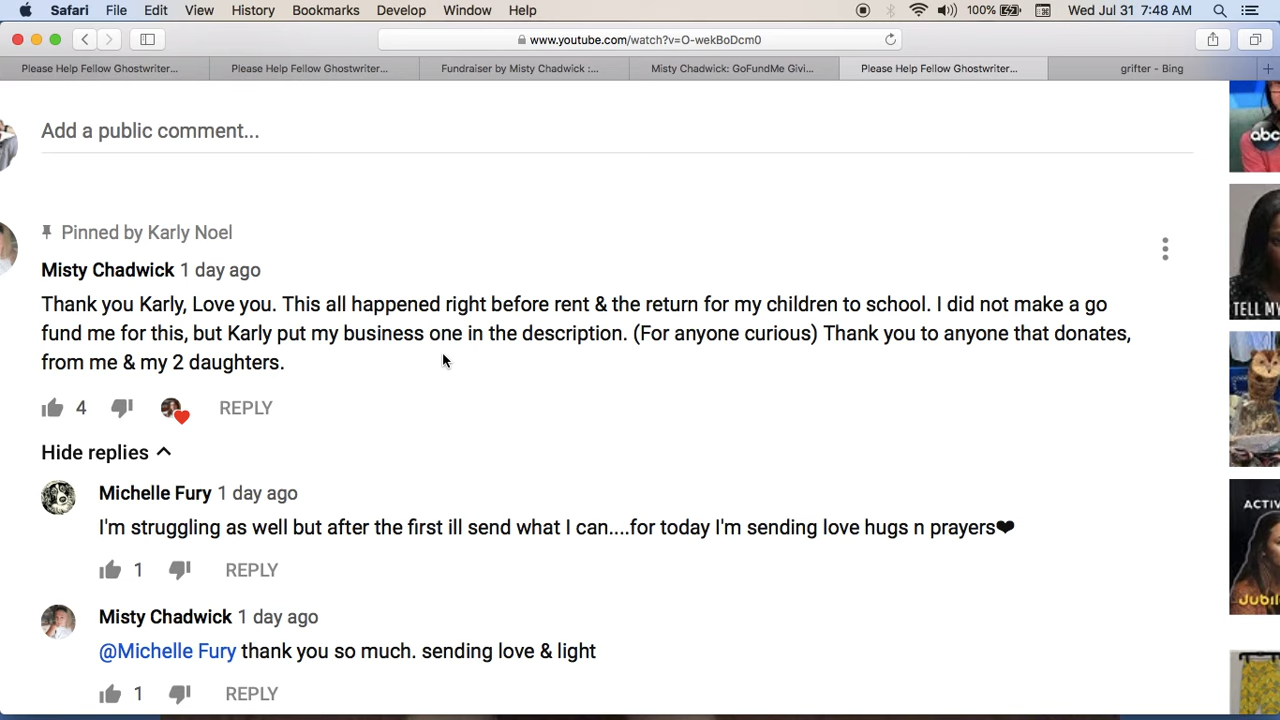 Safari File Edit View History Bookmarks Develop Window Help 100% Wed Jul 31 7:48 AM
www.youtube.com/watch?v=O-wekBoDcm0
Please Help Fellow Ghostwriter... Please Help Fellow Ghostwriter... Fundraiser by Misty Chadwick :... Misty Chadwick: GoFundMe Givi... Please Help Fellow Ghostwriter... grifter - Bing
Add a public comment...
abc
Pinned by Karly Noel
Misty Chadwick 1 day ago
Thank you Karly, Love you. This all happened right before rent & the return for my children to school. I did not make a go
TELL MY
fund me for this, but Karly put my business one in the description. (For anyone curious) Thank you to anyone that donates,
from me & my 2 daughters.
4 REPLY
Hide replies
Michelle Fury 1 day ago
ACTIV
I'm struggling as well but after the first ill send what I can....for today I'm sending love hugs n prayers❤
1 REPLY
Jubil
Misty Chadwick 1 day ago
@Michelle Fury thank you so much. sending love & light
1 REPLY